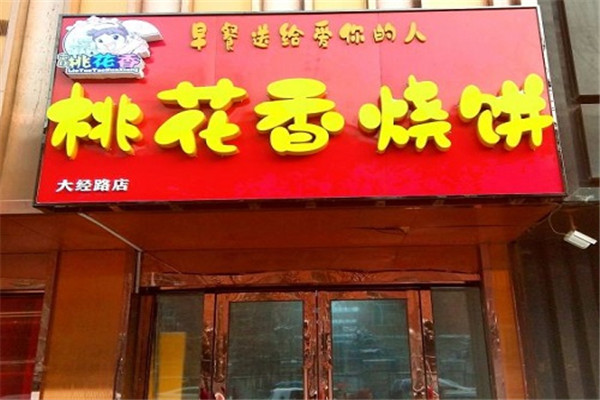 早餐送给爱你的人
桃花香
桃花香烧饼
大经路店